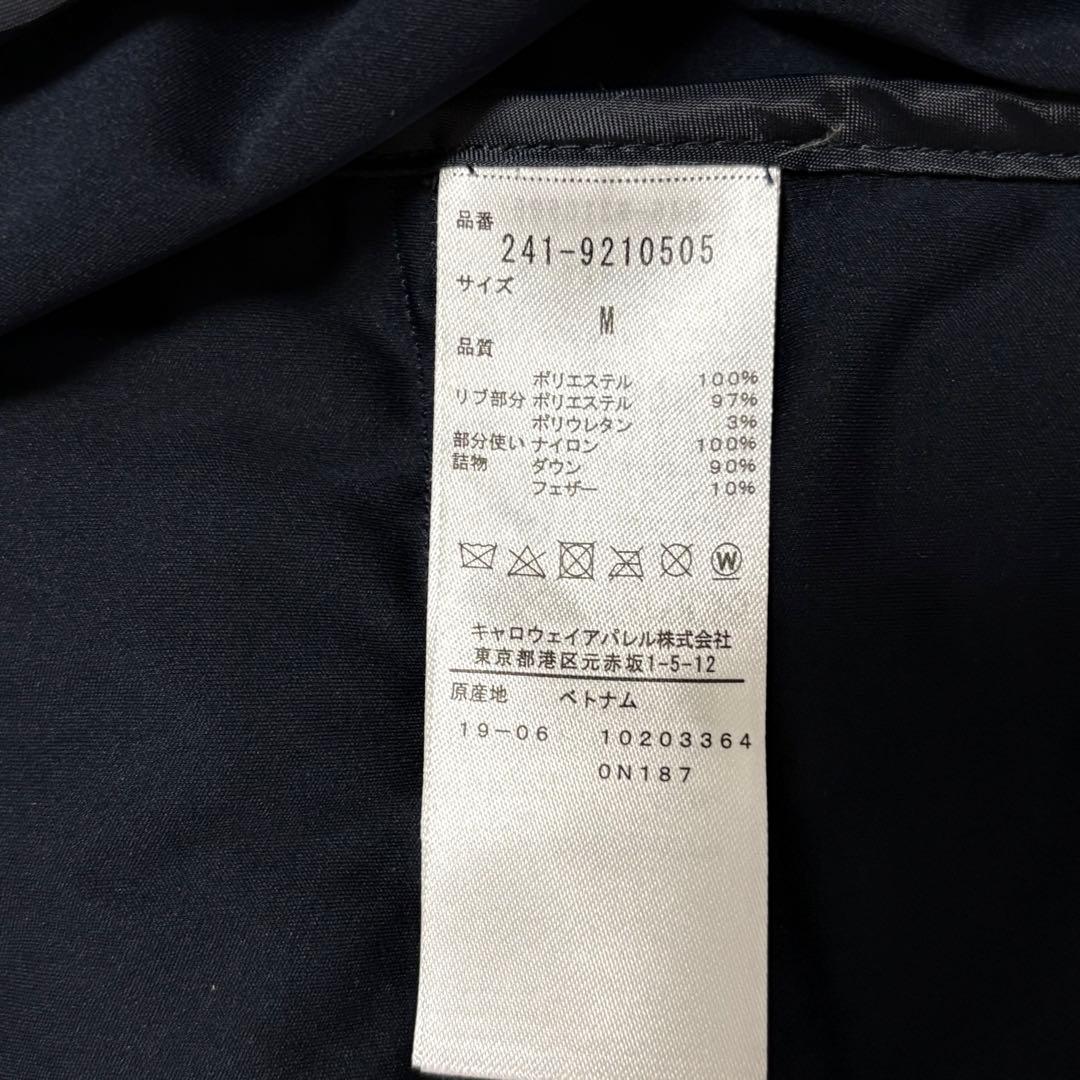 品番
241-9210505
サイズ
M
品質
ポリエステル 100%
リブ部分 ポリエステル 97%
ポリウレタン 3%
部分使い ナイロン 100%
詰物 ダウン 90%
フェザー 10%
W
キャロウェイアパレル株式会社
東京都港区元赤坂1-5-12
原産地 ベトナム
19-06 10203364
0N187